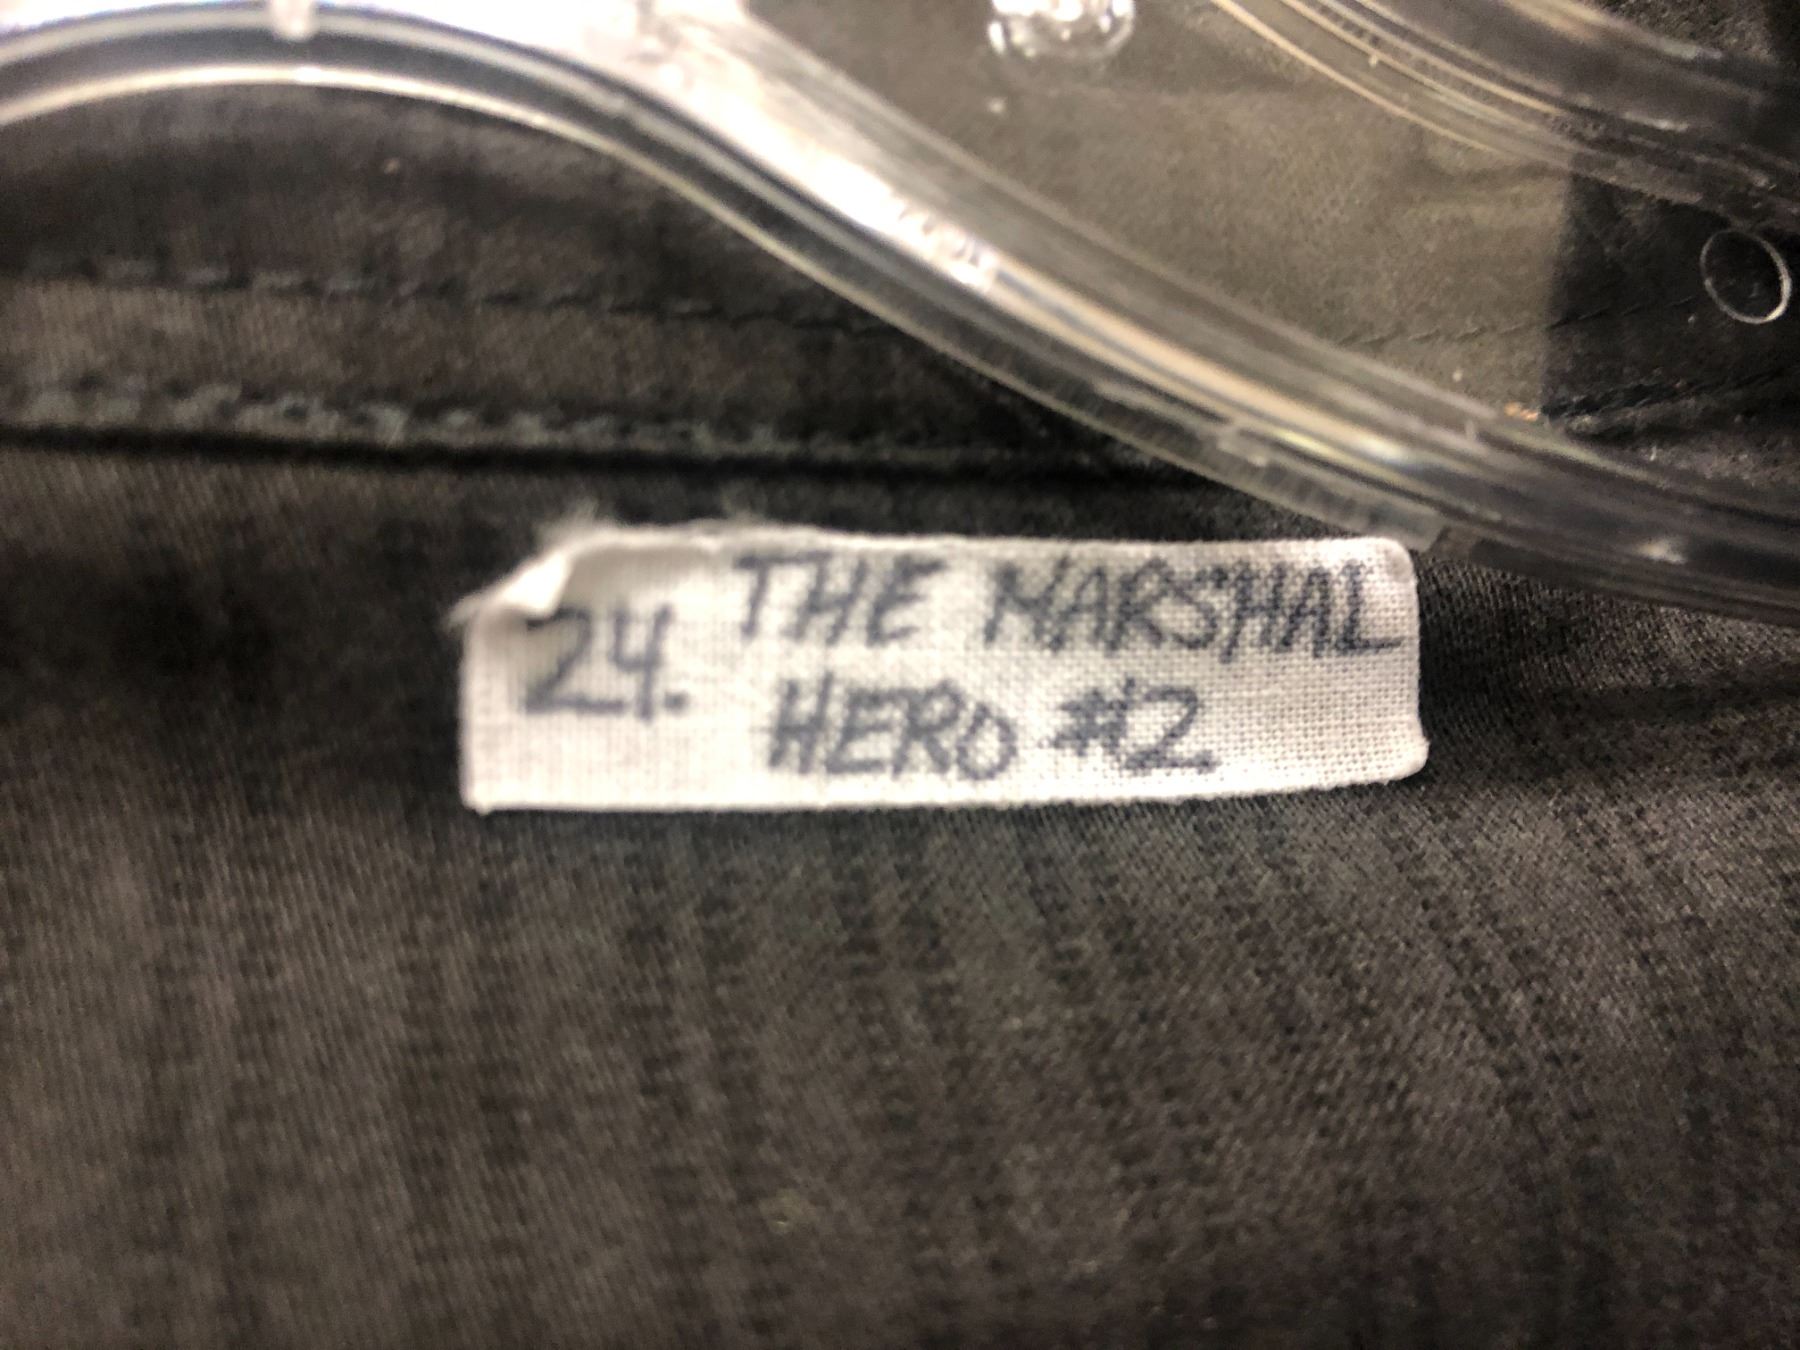 24. THE MARSHAL
HERO #2